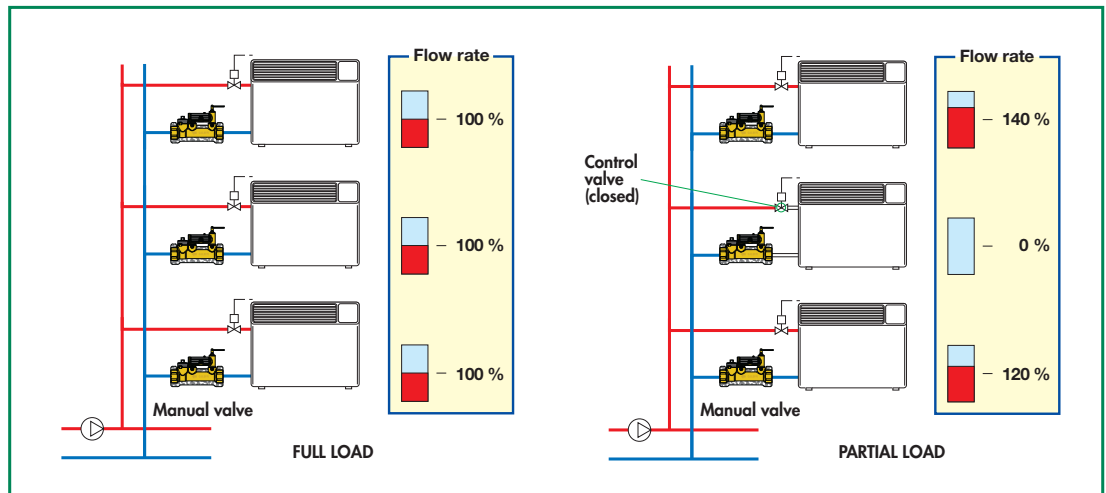 Flow rate
100 %
100 %
100 %
Manual valve
FULL LOAD
Flow rate
140 %
Control
valve
(closed)
0 %
120 %
Manual valve
PARTIAL LOAD